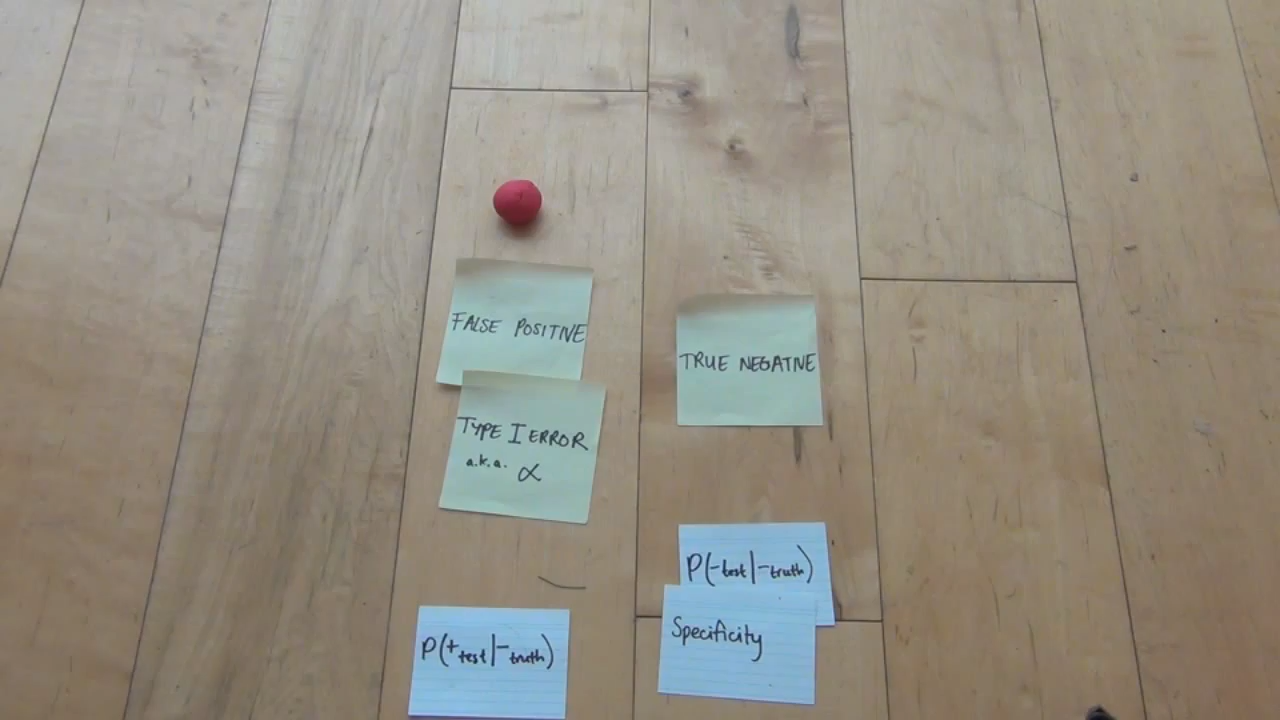 FALSE POSITIVE
TYPE I ERROR
a.k.a. α
P(+test|-truth)
TRUE NEGATIVE
P(-test|-truth)
Specificity